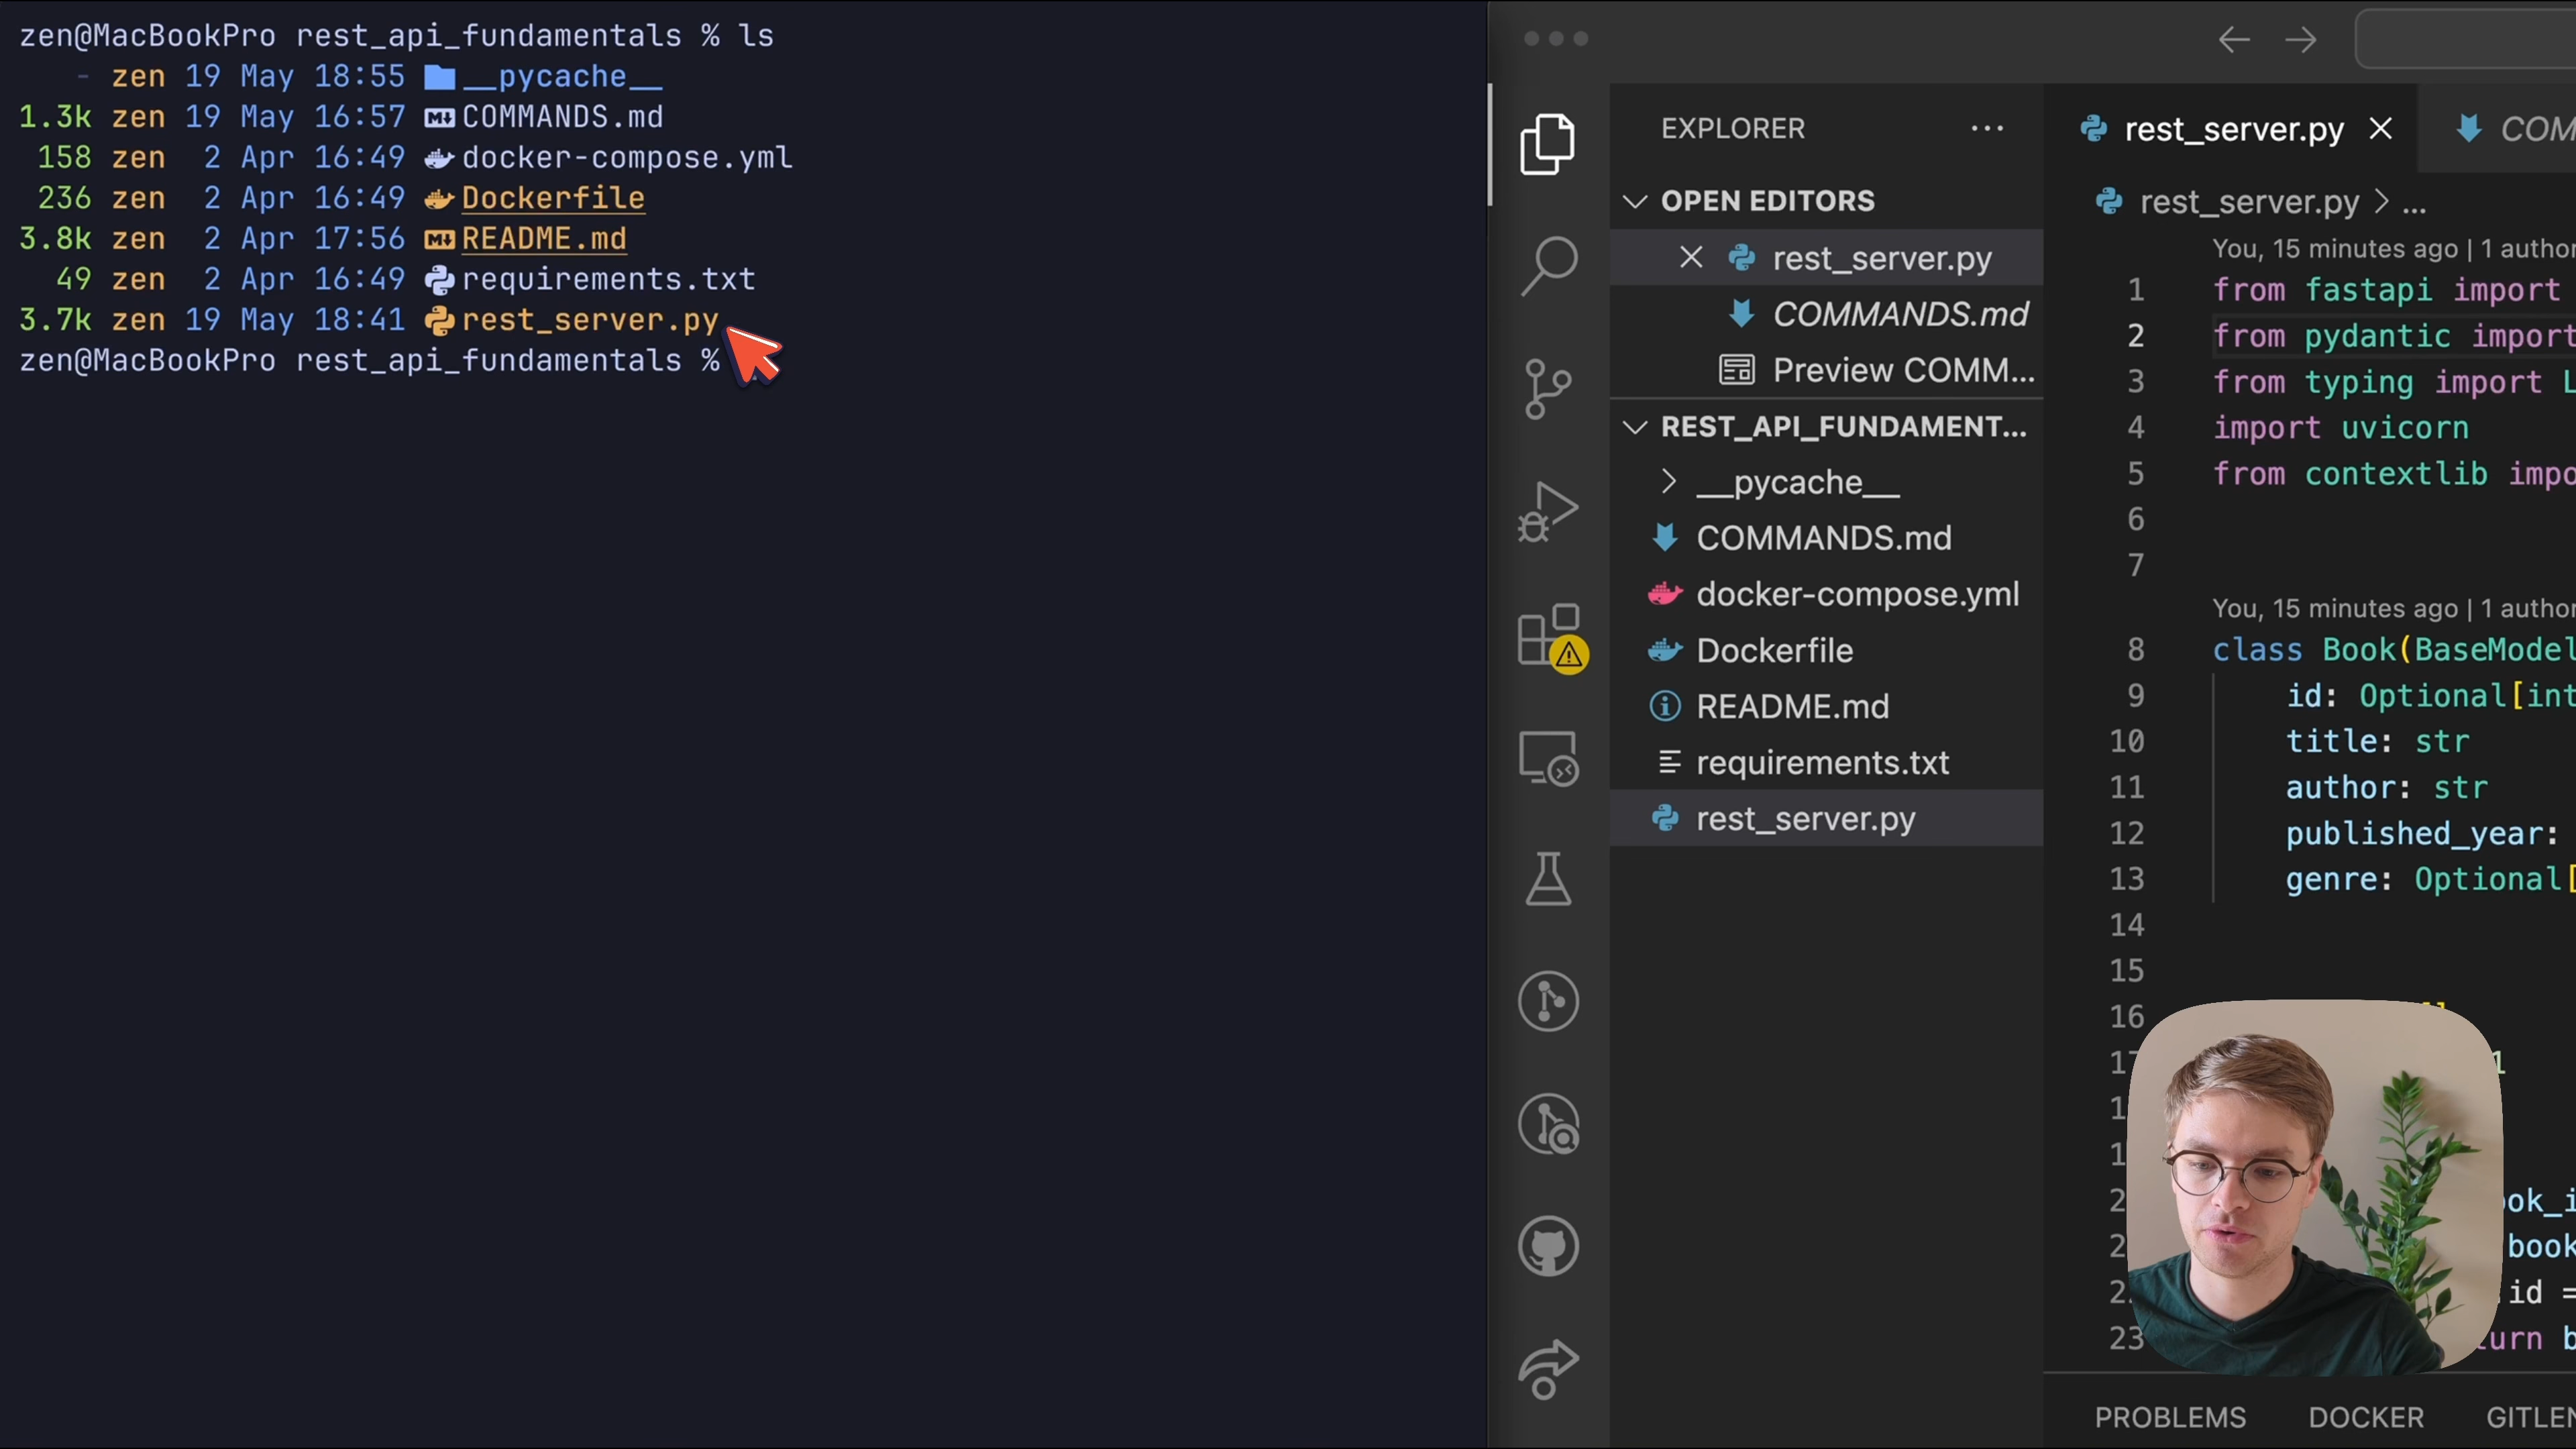 zen@MacBookPro rest_api_fundamentals % ls
- zen 19 May 18:55 __pycache__
1.3k zen 19 May 16:57 COMMANDS.md
158 zen 2 Apr 16:49 docker-compose.yml
236 zen 2 Apr 16:49 Dockerfile
3.8k zen 2 Apr 17:56 README.md
49 zen 2 Apr 16:49 requirements.txt
3.7k zen 19 May 18:41 rest_server.py
zen@MacBookPro rest_api_fundamentals %
EXPLORER ...
OPEN EDITORS
rest_server.py
COMMANDS.md
Preview COMM...
REST_API_FUNDAMENT...
__pycache__
COMMANDS.md
docker-compose.yml
Dockerfile
README.md
requirements.txt
rest_server.py
rest_server.py
COM
rest_server.py > ...
You, 15 minutes ago | 1 author
1 from fastapi import
2 from pydantic import
3 from typing import L
4 import uvicorn
5 from contextlib impo
6
7
You, 15 minutes ago | 1 author
8 class Book(BaseModel
9 id: Optional[int
10 title: str
11 author: str
12 published_year:
13 genre: Optional[
14
15
16
ok_i
book
id =
23 urn b
PROBLEMS DOCKER GITLEN